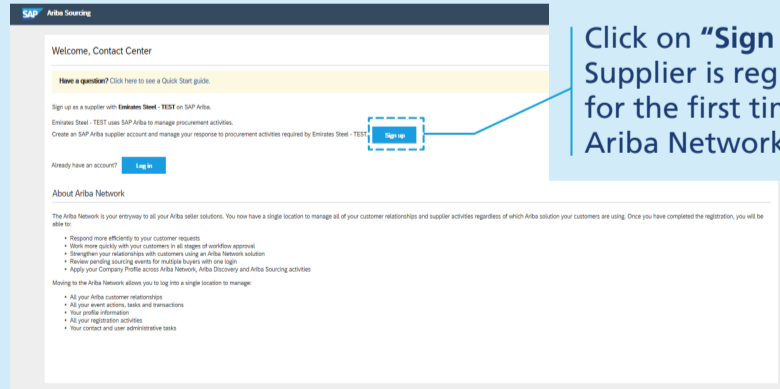 SAP Ariba Sourcing
Welcome, Contact Center
Have a question? Click here to see a Quick Start guide.
Sign up as a supplier with Emirates Steel - TEST on SAP Ariba.
Emirates Steel - TEST uses SAP Ariba to manage procurement activities.
Create an SAP Ariba supplier account and manage your response to procurement activities required by Emirates Steel - TEST
Sign up
Already have an account? Log in
About Ariba Network
The Ariba Network is your entryway to all your Ariba seller solutions. You now have a single location to manage all of your customer relationships and supplier activities regardless of which Ariba solution your customers are using. Once you have completed the registration, you will be
able to:
• Respond more efficiently to your customer requests
• Work more quickly with your customers in all stages of workflow approval
• Strengthen your relationships with customers using an Ariba Network solution
• Review pending sourcing events for multiple buyers with one login
• Apply your Company Profile across Ariba Network, Ariba Discovery and Ariba Sourcing activities
Moving to the Ariba Network allows you to log into a single location to manage:
• All your Ariba customer relationships
• All your event actions, tasks and transactions
• Your profile information
• All your registration activities
• Your contact and user administrative tasks
Click on "Sign
Supplier is reg
for the first tim
Ariba Network